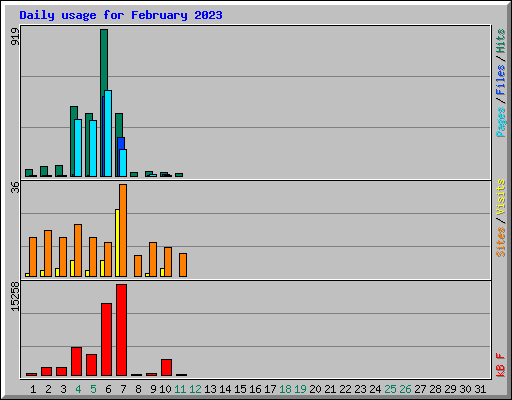 Daily usage for February 2023
919
36
15258
Pages / Files / Hits
Sites / Visits
kB F
1 2 3 4 5 6 7 8 9 10 11 12 13 14 15 16 17 18 19 20 21 22 23 24 25 26 27 28 29 30 31